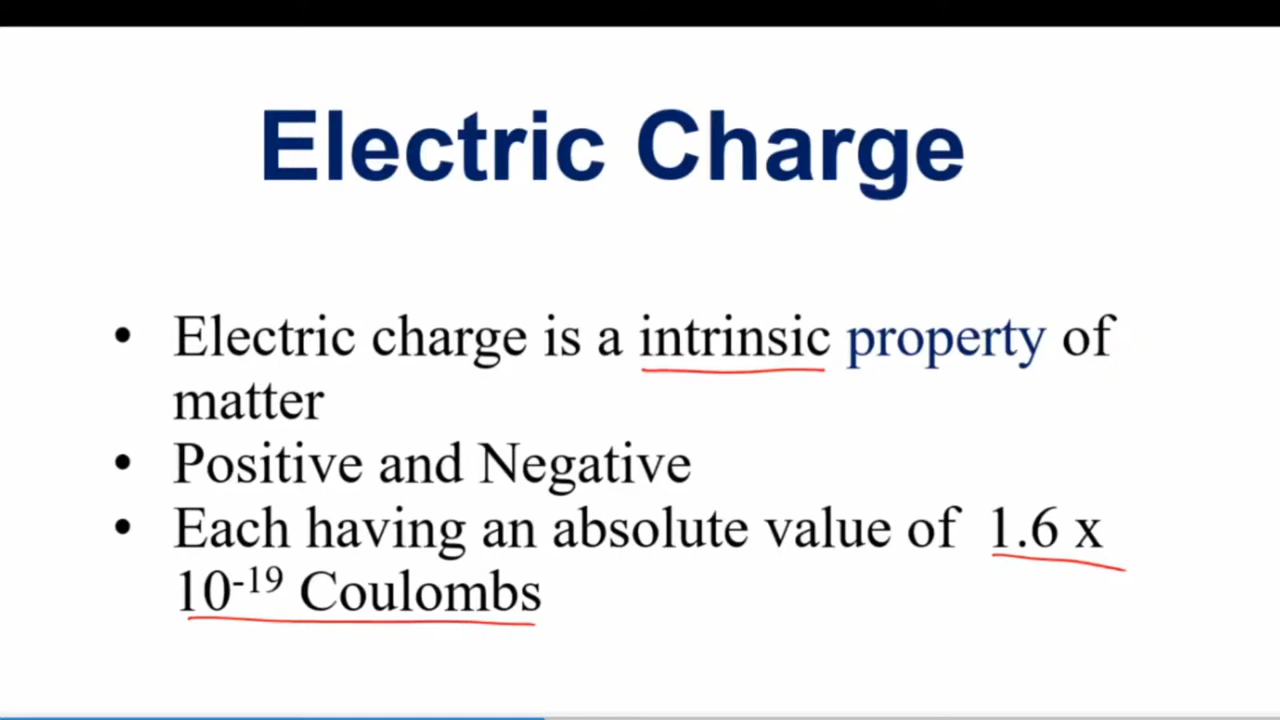 Electric Charge
• Electric charge is a intrinsic property of
matter
• Positive and Negative
• Each having an absolute value of 1.6 x
10⁻¹⁹ Coulombs